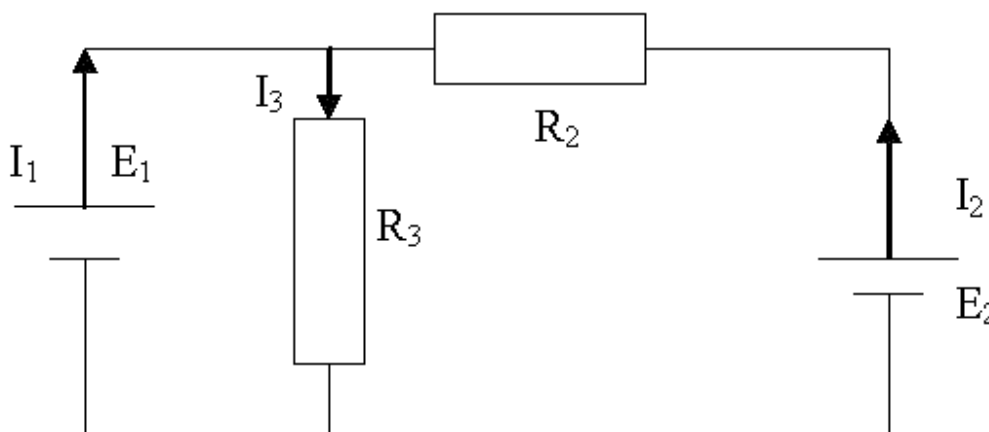 I₃
R₂
I₁ E₁
R₃
I₂
E₂